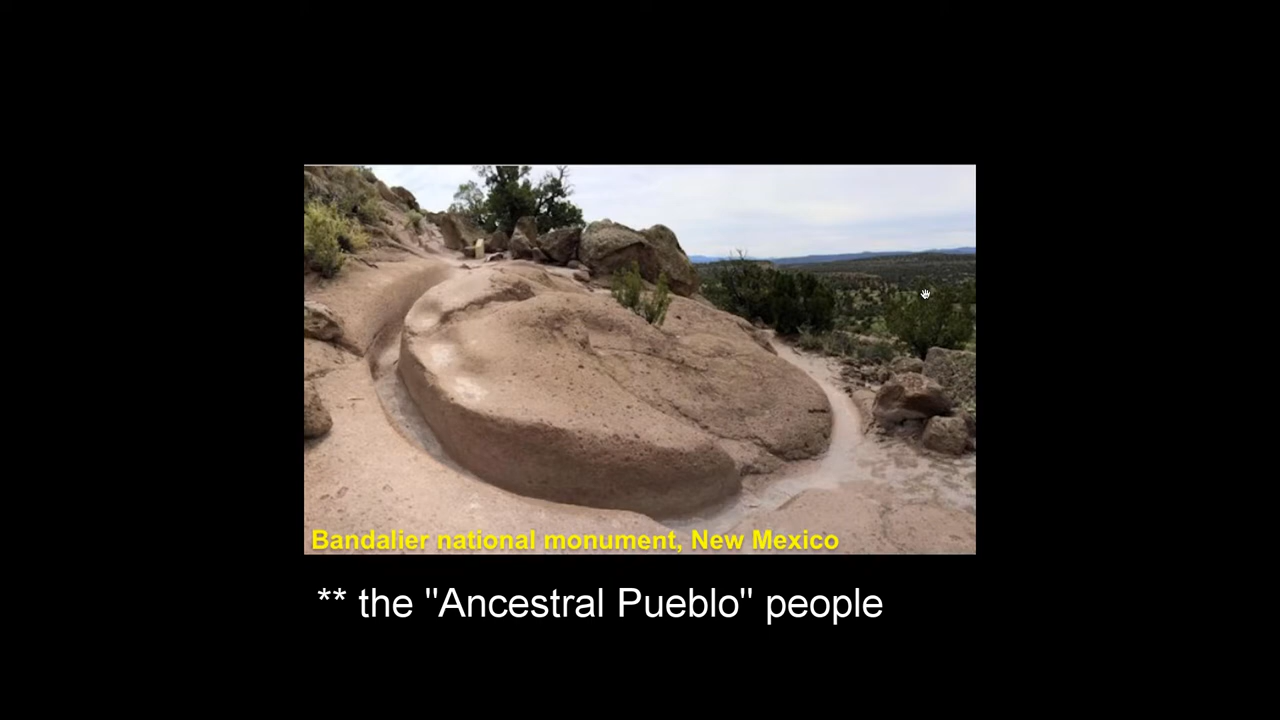 Bandalier national monument, New Mexico
** the "Ancestral Pueblo" people